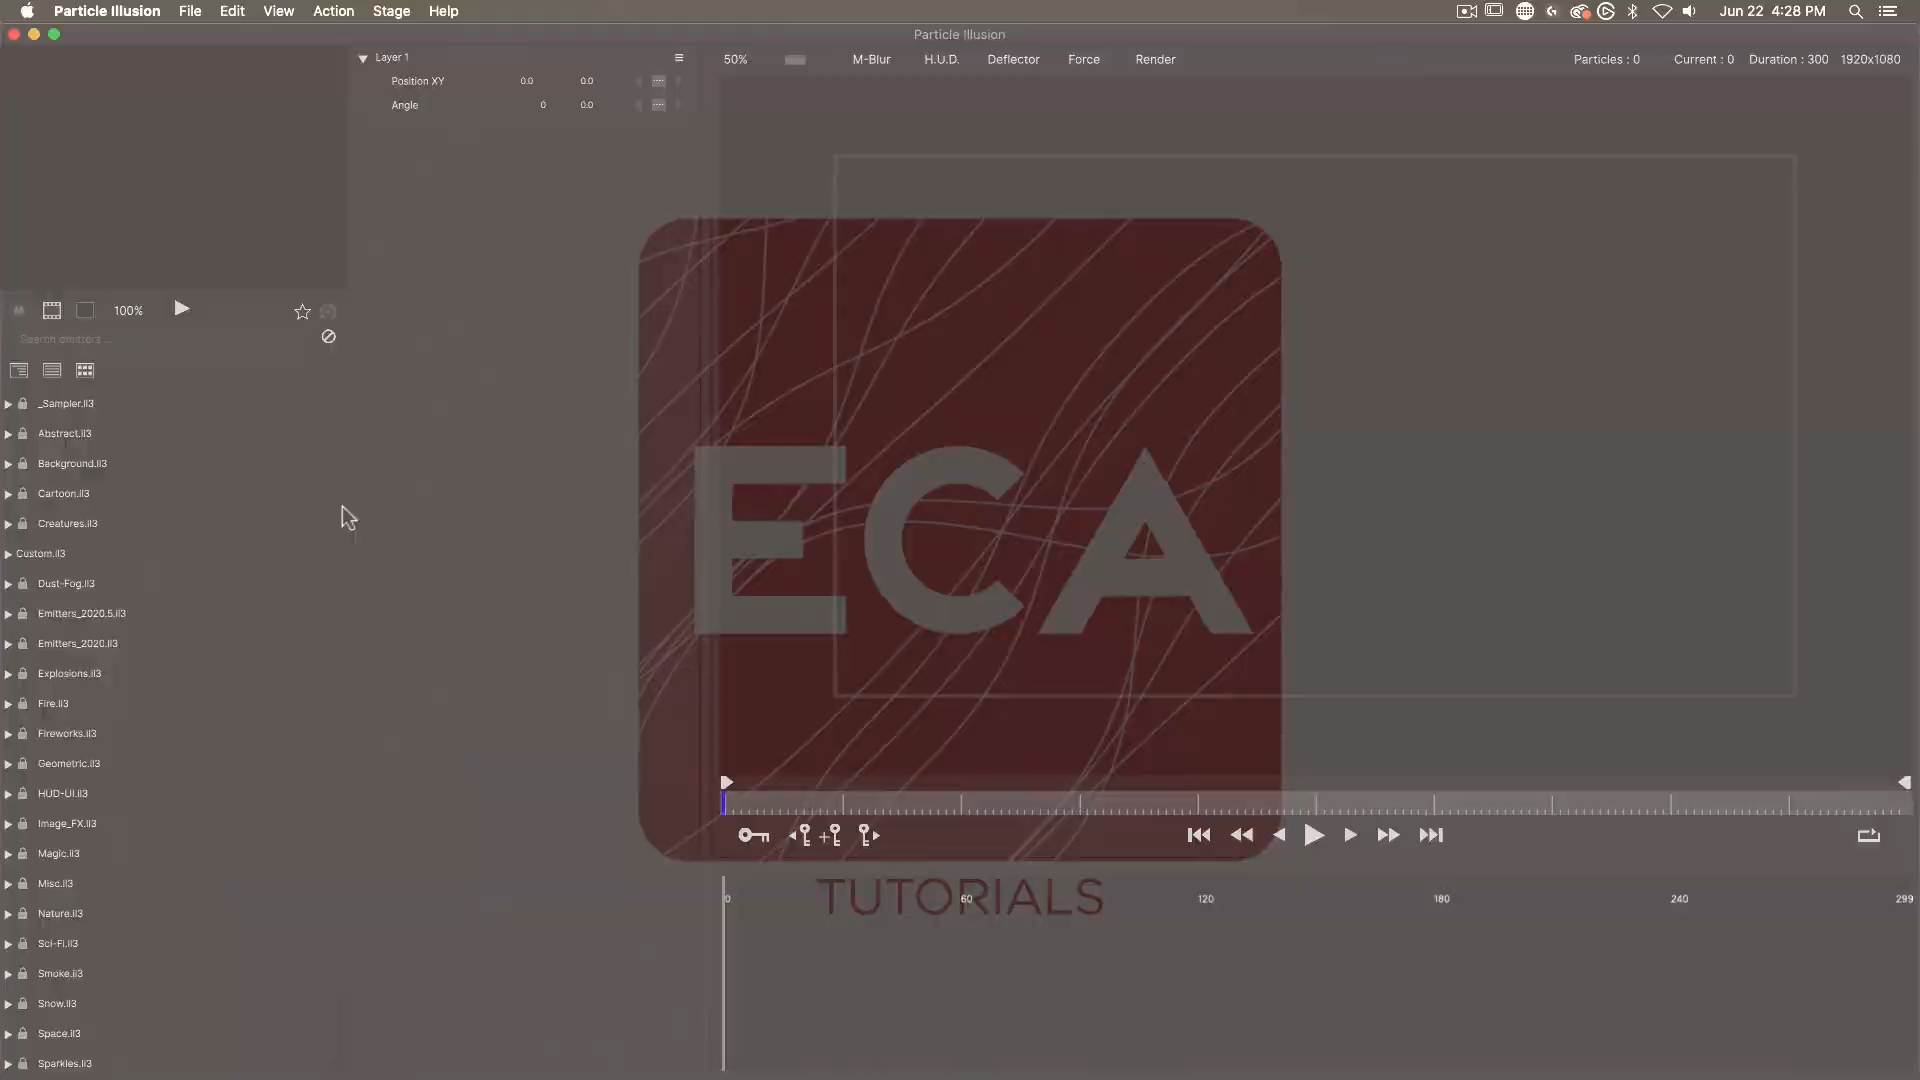 Particle Illusion File Edit View Action Stage Help Jun 22 4:28 PM
Particle Illusion
Layer 1
Position XY 0.0 0.0
Angle 0 0.0
50% M-Blur H.U.D. Deflector Force Render Particles : 0 Current : 0 Duration : 300 1920x1080
100%
Search emitters ...
_Sampler.il3
Abstract.il3
Background.il3
Cartoon.il3
Creatures.il3
Custom.il3
Dust-Fog.il3
Emitters_2020.5.il3
Emitters_2020.il3
Explosions.il3
Fire.il3
Fireworks.il3
Geometric.il3
HUD-UI.il3
Image_FX.il3
Magic.il3
Misc.il3
Nature.il3
Sci-Fi.il3
Smoke.il3
Snow.il3
Space.il3
Sparkles.il3
ECA
TUTORIALS
0 60 120 180 240 299